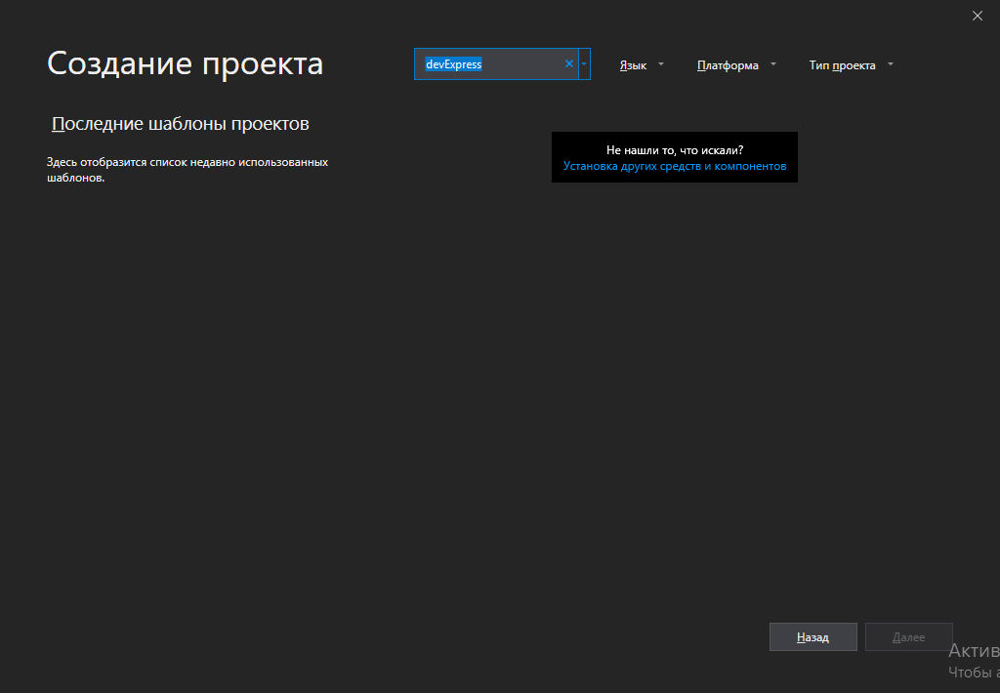 Создание проекта
devExpress
Язык
Платформа
Тип проекта
Последние шаблоны проектов
Здесь отобразится список недавно использованных
шаблонов.
Не нашли то, что искали?
Установка других средств и компонентов
Назад
Далее
Актив
Чтобы а